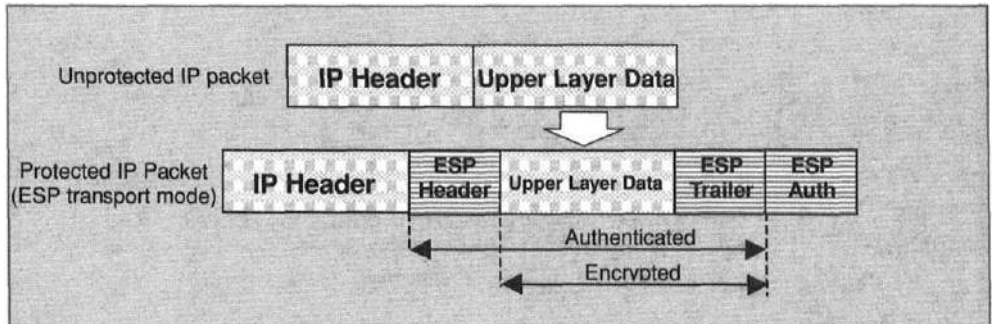 Unprotected IP packet
IP Header
Upper Layer Data
Protected IP Packet
(ESP transport mode)
IP Header
ESP
Header
Upper Layer Data
ESP
Trailer
ESP
Auth
Authenticated
Encrypted